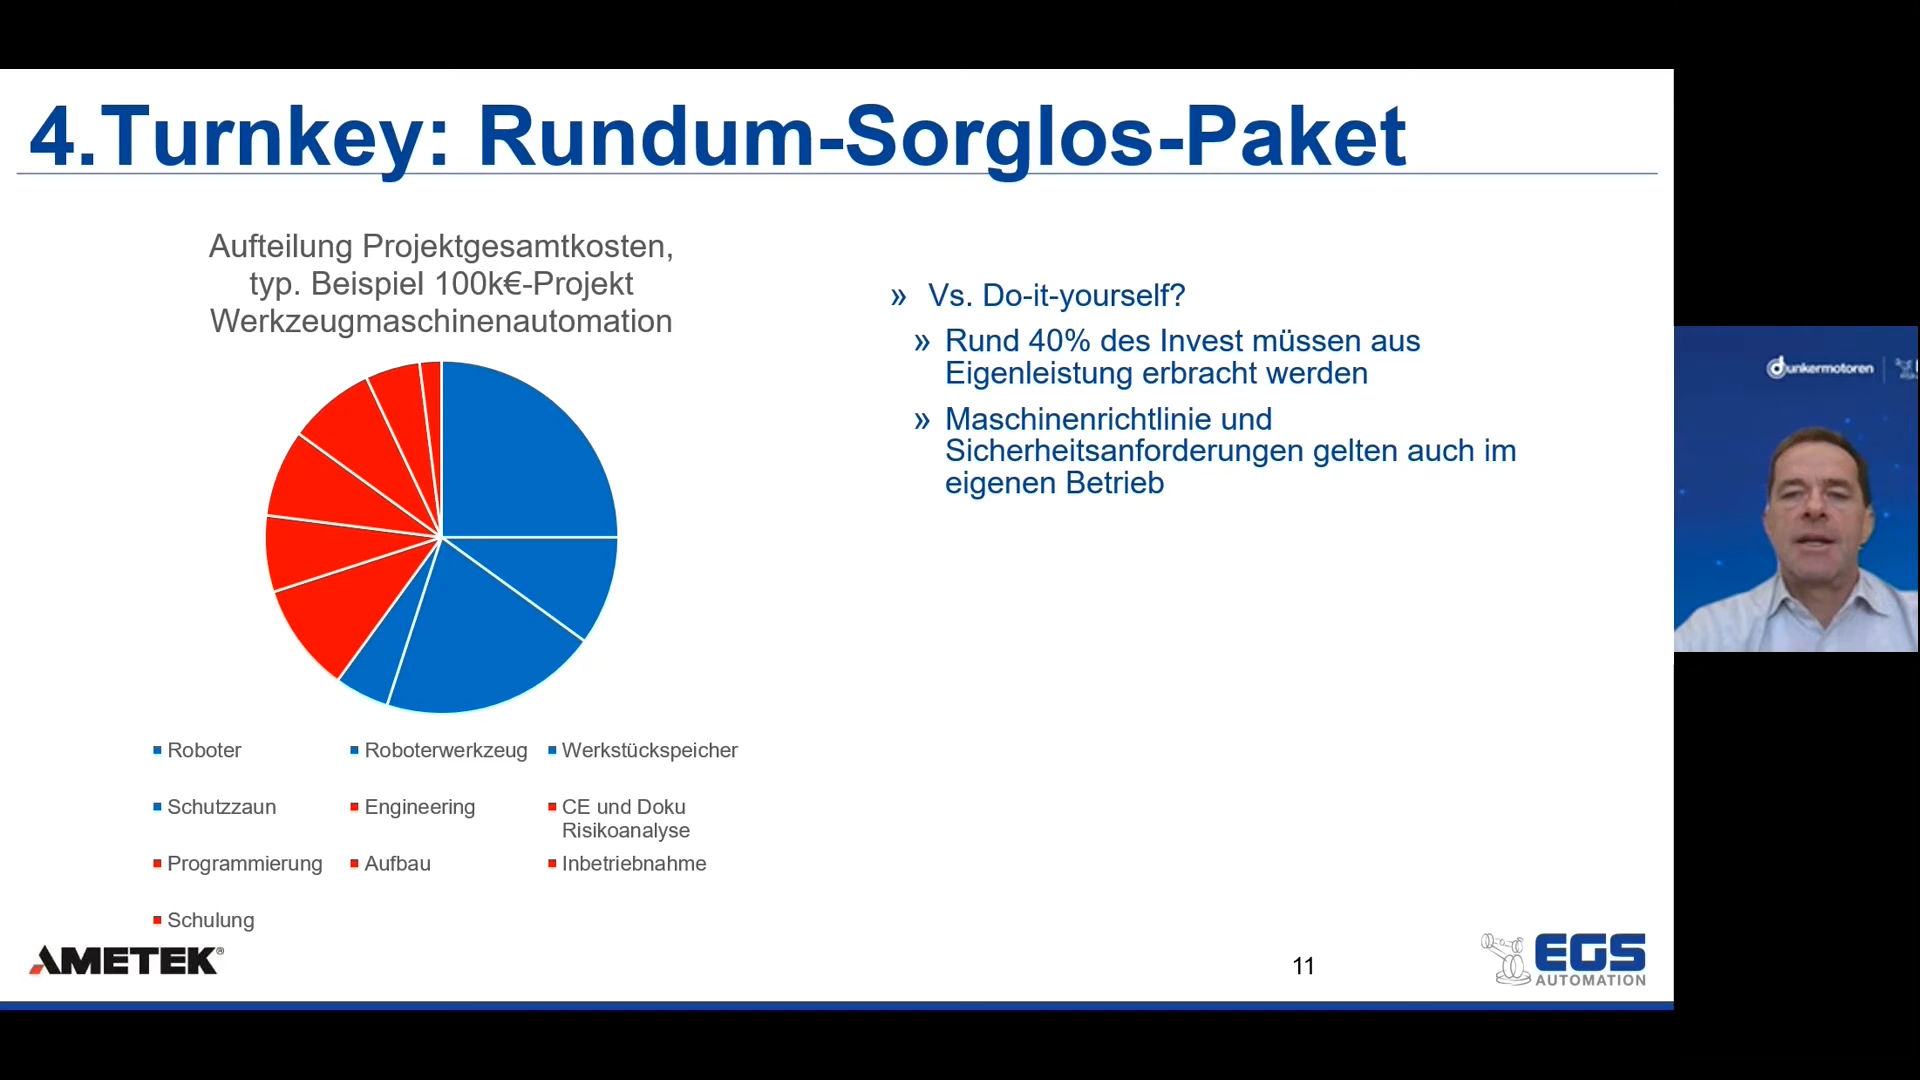 4.Turnkey: Rundum-Sorglos-Paket
Aufteilung Projektgesamtkosten,
typ. Beispiel 100k€-Projekt
Werkzeugmaschinenautomation
Roboter
Roboterwerkzeug
Werkstückspeicher
Schutzzaun
Engineering
CE und Doku
Risikoanalyse
Programmierung
Aufbau
Inbetriebnahme
Schulung
» Vs. Do-it-yourself?
» Rund 40% des Invest müssen aus
Eigenleistung erbracht werden
» Maschinenrichtlinie und
Sicherheitsanforderungen gelten auch im
eigenen Betrieb
dunkermotoren
AMETEK®
11
EGS
AUTOMATION